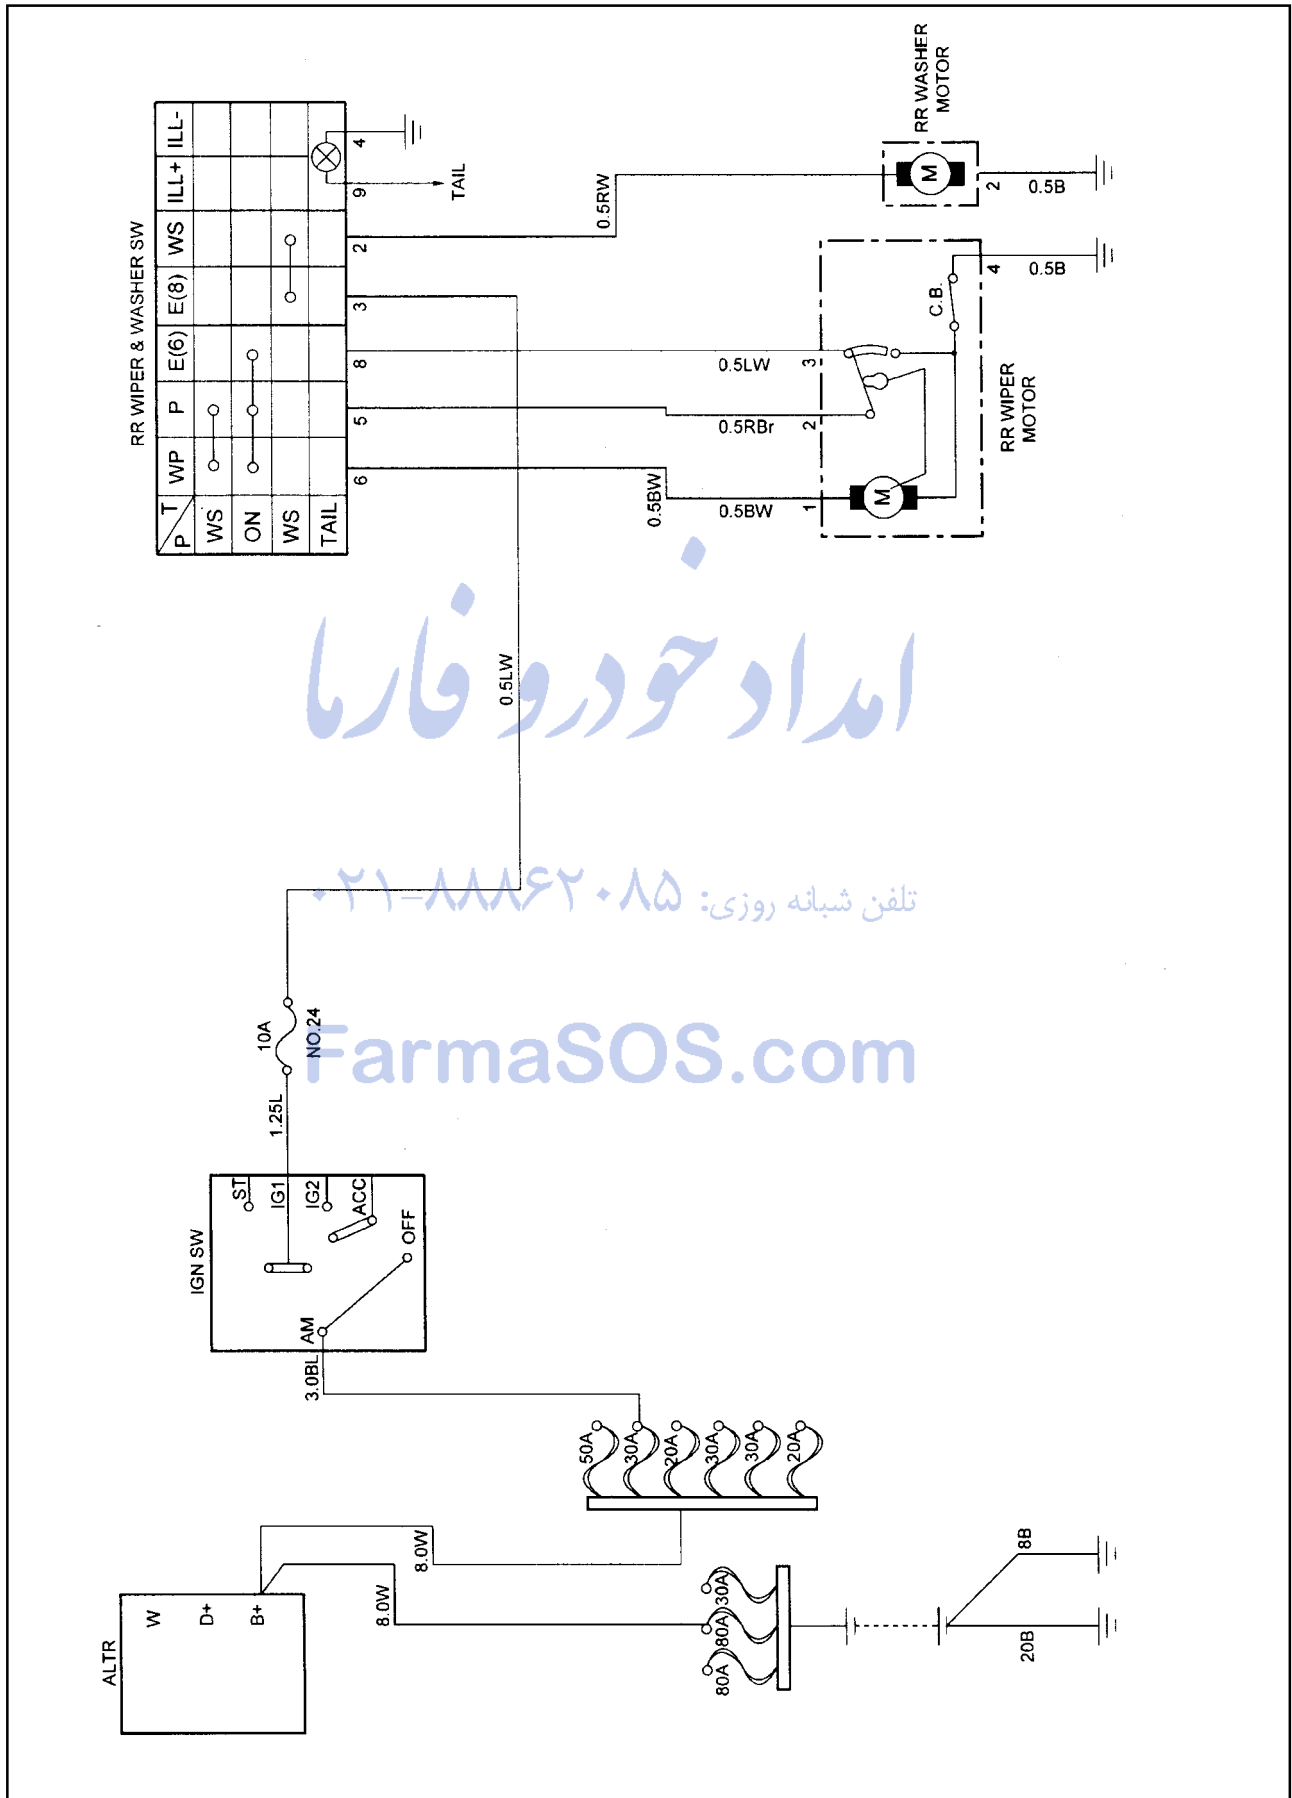 RR WIPER & WASHER SW
P T WP P E(6) E(8) WS ILL+ ILL-
WS
ON
WS
TAIL
6 5 8 3 2 9 4
TAIL
0.5RW
RR WASHER
MOTOR
M
2
0.5B
0.5LW
0.5RBr
0.5BW
0.5BW
3
2
1
C.B.
M
4
0.5B
RR WIPER
MOTOR
امداد خودرو فارما
0.5LW
تلفن شبانه روزی: ۰۲۱-۸۸۸۶۲۰۸۵
10A
NO.24
FarmaSOS.com
1.25L
IGN SW
ST
IG1
IG2
ACC
OFF
AM
3.0BL
50A
30A
20A
30A
30A
20A
8.0W
8.0W
ALTR
W
D+
B+
80A
80A
30A
8B
20B